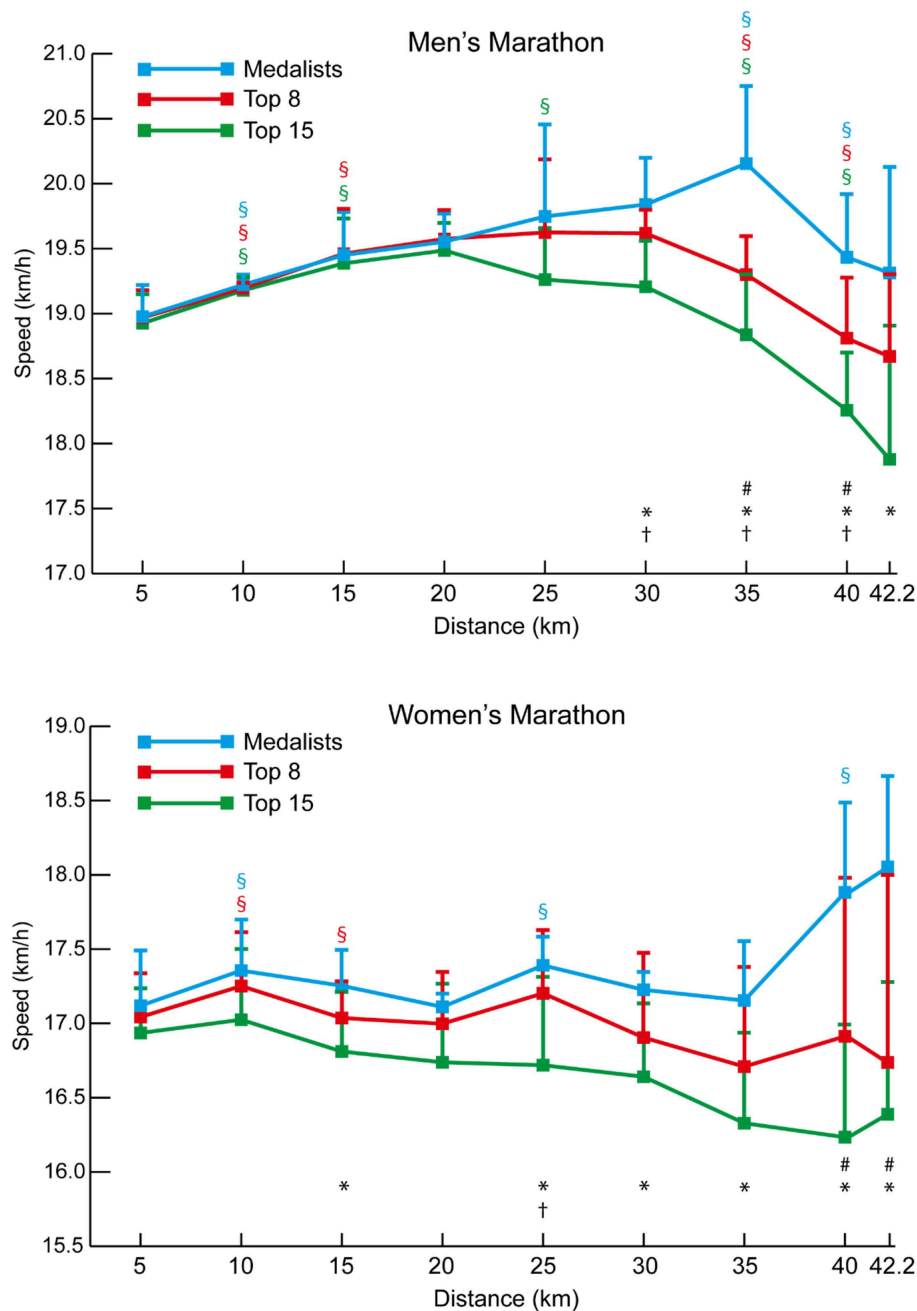 Men’s Marathon
Medalists
Top 8
Top 15
§
§
§
§
§
§
§
§
§
§
§
§
§
21.0
20.5
20.0
19.5
19.0
18.5
18.0
17.5
17.0
Speed (km/h)
# #
* * * *
† † †
5 10 15 20 25 30 35 40 42.2
Distance (km)
Women’s Marathon
Medalists
Top 8
Top 15
§
§
§
§
§
19.0
18.5
18.0
17.5
17.0
16.5
16.0
15.5
Speed (km/h)
# #
* * * * * *
†
5 10 15 20 25 30 35 40 42.2
Distance (km)